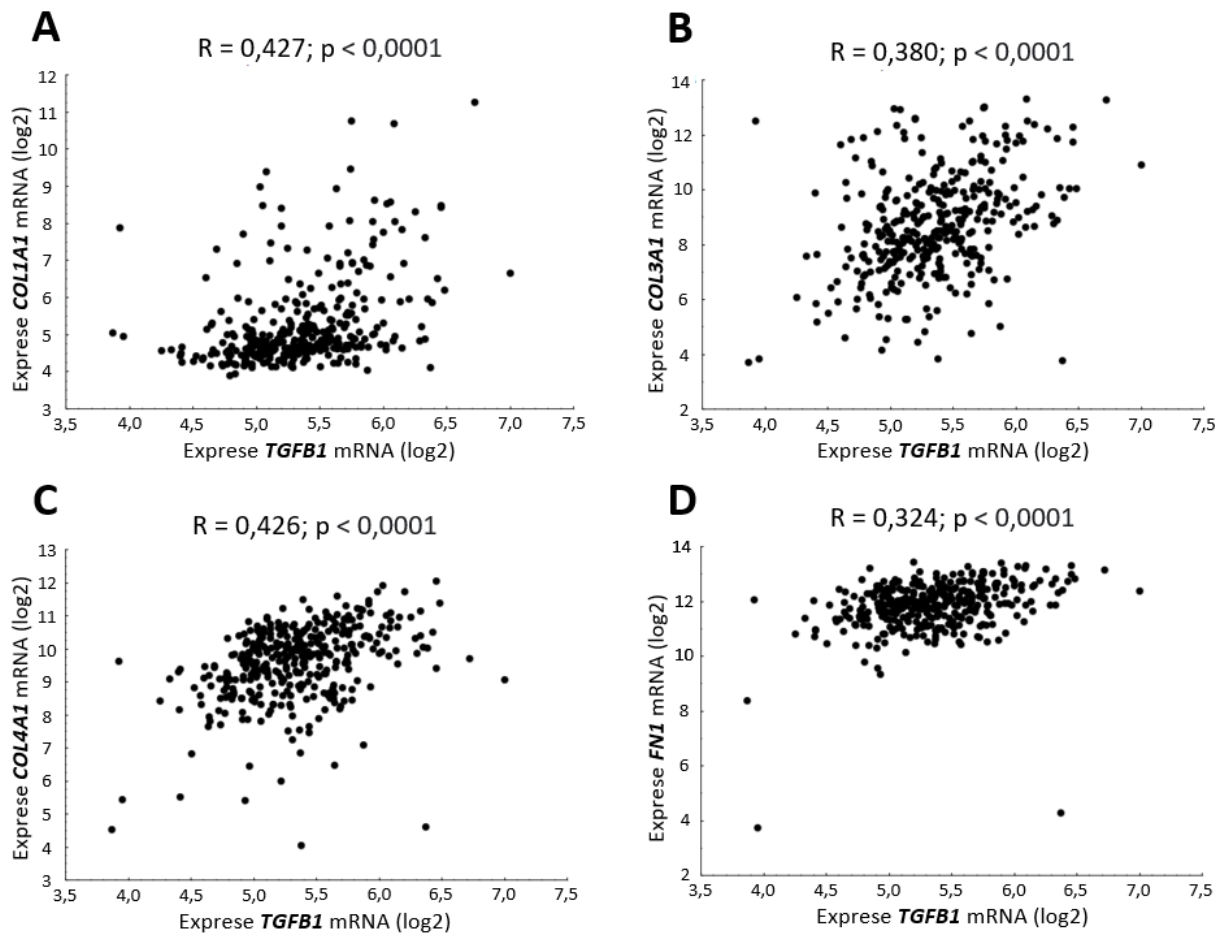 A
R = 0,427; p < 0,0001
Exprese COL1A1 mRNA (log2)
12
11
10
9
8
7
6
5
4
3
3,5 4,0 4,5 5,0 5,5 6,0 6,5 7,0 7,5
Exprese TGFB1 mRNA (log2)
B
R = 0,380; p < 0,0001
Exprese COL3A1 mRNA (log2)
14
12
10
8
6
4
2
3,5 4,0 4,5 5,0 5,5 6,0 6,5 7,0 7,5
Exprese TGFB1 mRNA (log2)
C
R = 0,426; p < 0,0001
Exprese COL4A1 mRNA (log2)
13
12
11
10
9
8
7
6
5
4
3
3,5 4,0 4,5 5,0 5,5 6,0 6,5 7,0 7,5
Exprese TGFB1 mRNA (log2)
D
R = 0,324; p < 0,0001
Exprese FN1 mRNA (log2)
14
12
10
8
6
4
2
3,5 4,0 4,5 5,0 5,5 6,0 6,5 7,0 7,5
Exprese TGFB1 mRNA (log2)